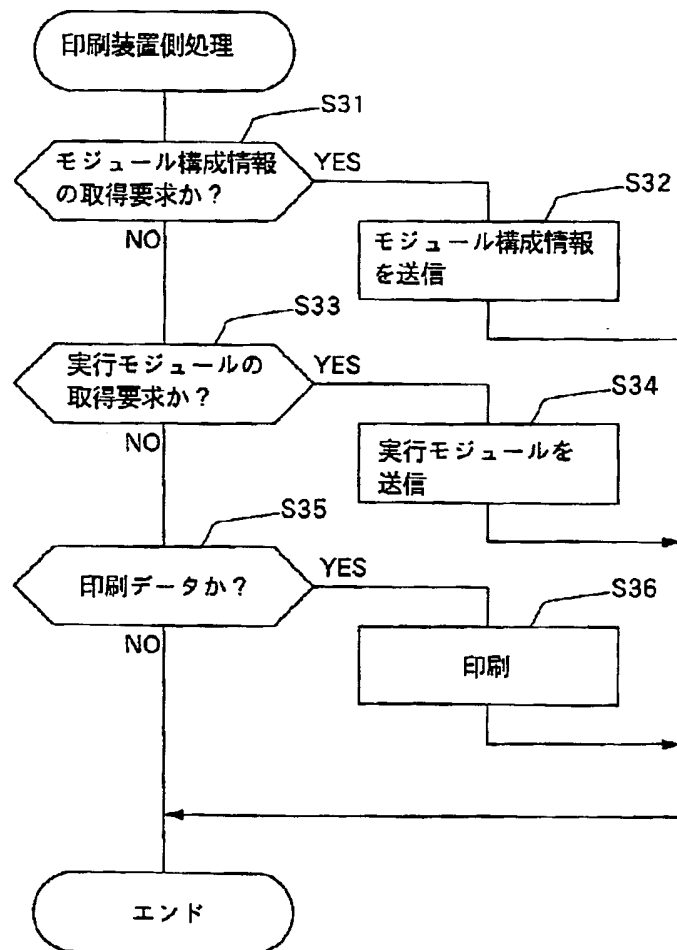 印刷装置側処理
S31
モジュール構成情報
の取得要求か？
YES
S32
モジュール構成情報
を送信
NO
S33
実行モジュールの
取得要求か？
YES
S34
実行モジュールを
送信
NO
S35
印刷データか？
YES
S36
印刷
NO
エンド